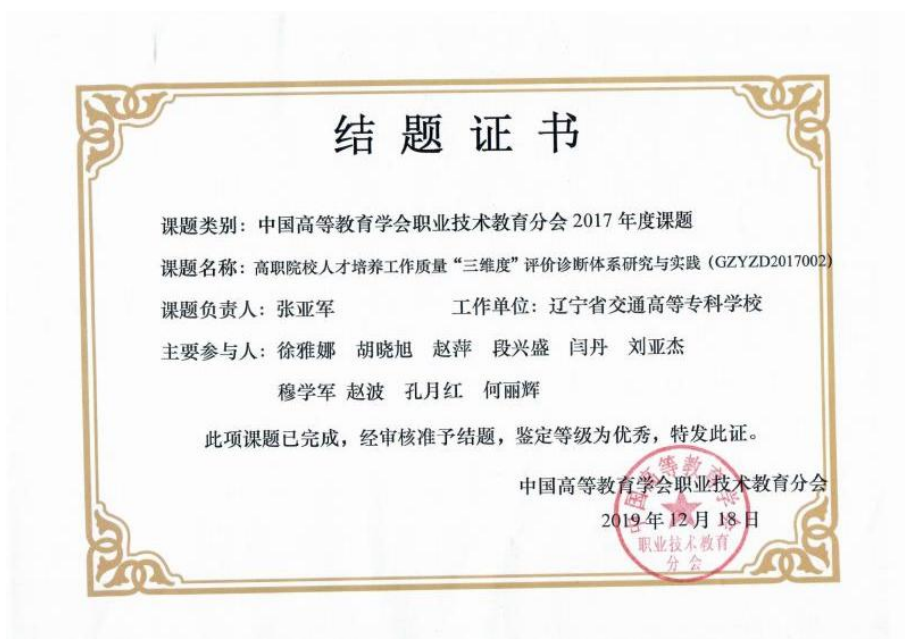 结题证书
课题类别：中国高等教育学会职业技术教育分会 2017 年度课题
课题名称：高职院校人才培养工作质量“三维度”评价诊断体系研究与实践（GZYZD2017002）
课题负责人：张亚军 工作单位：辽宁省交通高等专科学校
主要参与人：徐雅娜 胡晓旭 赵萍 段兴盛 闫丹 刘亚杰
穆学军 赵波 孔月红 何丽辉
此项课题已完成，经审核准予结题，鉴定等级为优秀，特发此证。
中国高等教育学会职业技术教育分会
2019 年 12 月 18 日
中国高等教育学会
职业技术教育
分会